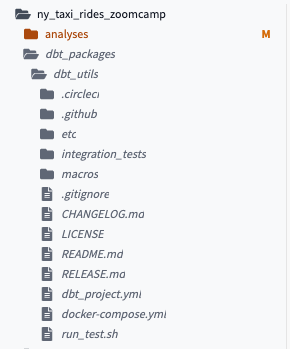 ny_taxi_rides_zoomcamp
analyses M
dbt_packages
dbt_utils
.circleci
.github
etc
integration_tests
macros
.gitignore
CHANGELOG.md
LICENSE
README.md
RELEASE.md
dbt_project.yml
docker-compose.yml
run_test.sh